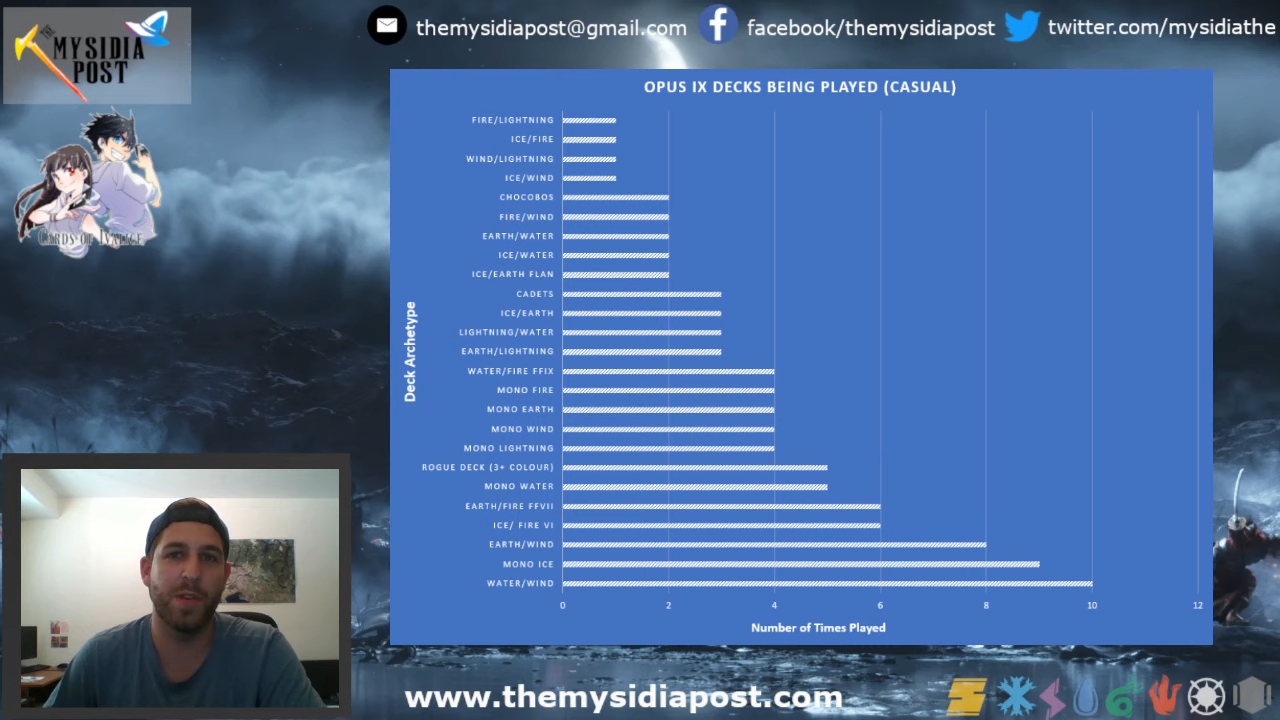 THE
MYSIDIA
POST
CARDS OF IVALICE
themysidiapost@gmail.com
facebook/themysidiapost
twitter.com/mysidiathe
OPUS IX DECKS BEING PLAYED (CASUAL)
Deck Archetype
FIRE/LIGHTNING
ICE/FIRE
WIND/LIGHTNING
ICE/WIND
CHOCOBOS
FIRE/WIND
EARTH/WATER
ICE/WATER
ICE/EARTH FLAN
CADETS
ICE/EARTH
LIGHTNING/WATER
EARTH/LIGHTNING
WATER/FIRE FFIX
MONO FIRE
MONO EARTH
MONO WIND
MONO LIGHTNING
ROGUE DECK (3+ COLOUR)
MONO WATER
EARTH/FIRE FFVII
ICE/ FIRE VI
EARTH/WIND
MONO ICE
WATER/WIND
0 2 4 6 8 10 12
Number of Times Played
www.themysidiapost.com